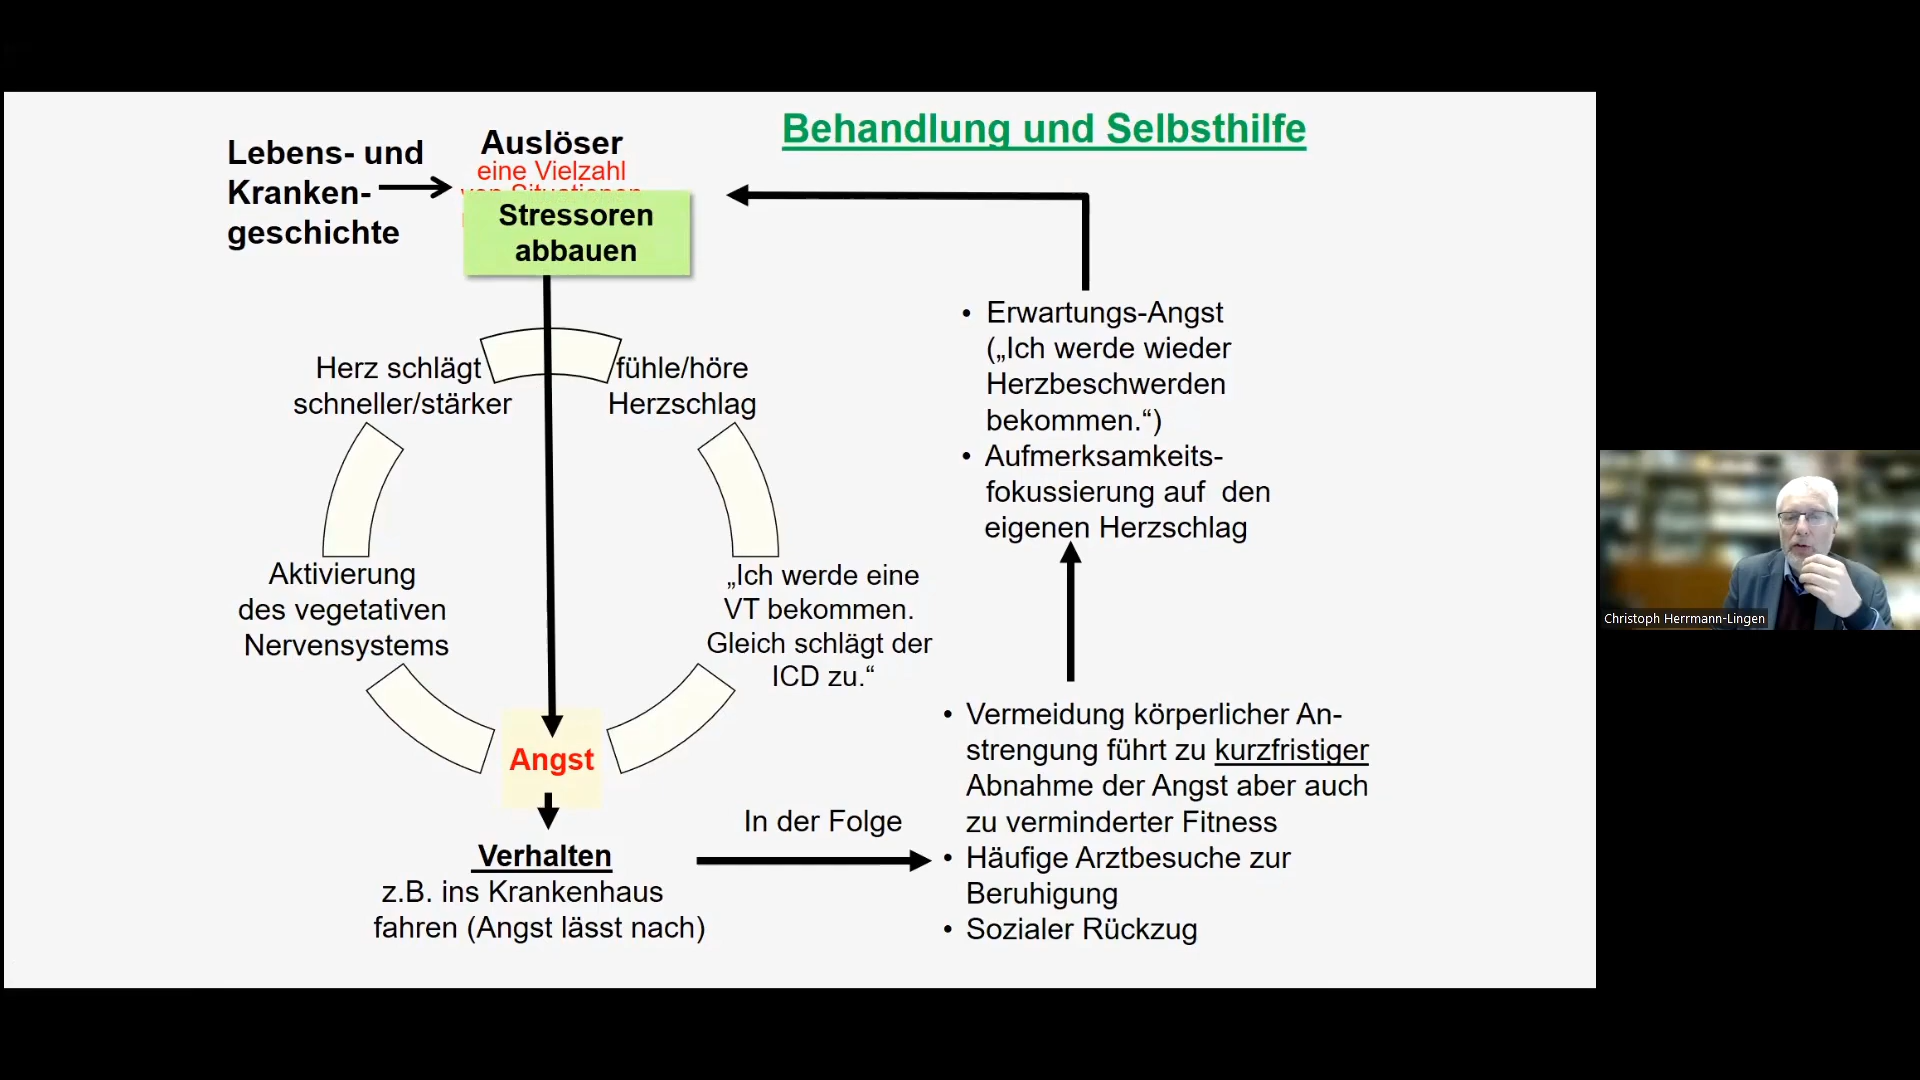 Behandlung und Selbsthilfe
Lebens- und
Kranken-
geschichte
Auslöser
eine Vielzahl
von Situationen
Stressoren
abbauen
Herz schlägt
schneller/stärker
fühle/höre
Herzschlag
Aktivierung
des vegetativen
Nervensystems
„Ich werde eine
VT bekommen.
Gleich schlägt der
ICD zu.“
Angst
Verhalten
z.B. ins Krankenhaus
fahren (Angst lässt nach)
In der Folge
• Erwartungs-Angst
(„Ich werde wieder
Herzbeschwerden
bekommen.“)
• Aufmerksamkeits-
fokussierung auf den
eigenen Herzschlag
• Vermeidung körperlicher An-
strengung führt zu kurzfristiger
Abnahme der Angst aber auch
zu verminderter Fitness
• Häufige Arztbesuche zur
Beruhigung
• Sozialer Rückzug
Christoph Herrmann-Lingen